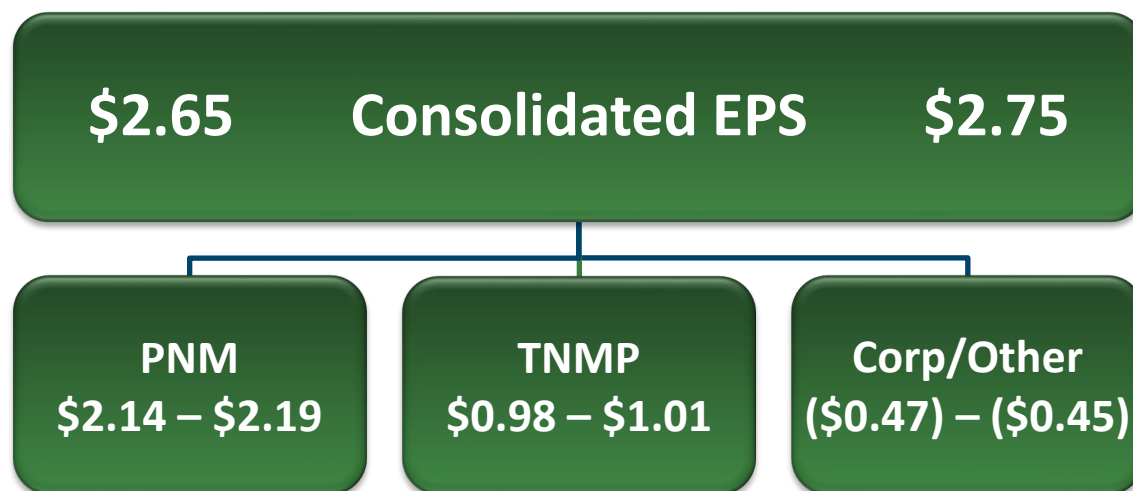 $2.65 Consolidated EPS $2.75
PNM
$2.14 – $2.19
TNMP
$0.98 – $1.01
Corp/Other
($0.47) – ($0.45)